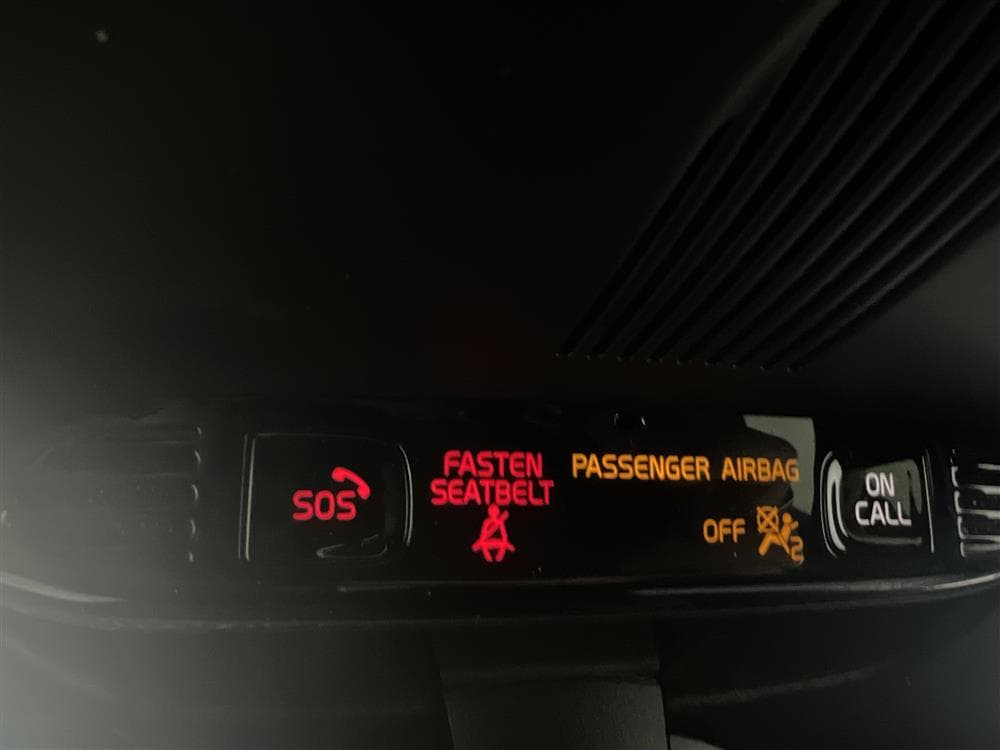 SOS
FASTEN
SEATBELT
PASSENGER AIRBAG
OFF 2
ON
CALL